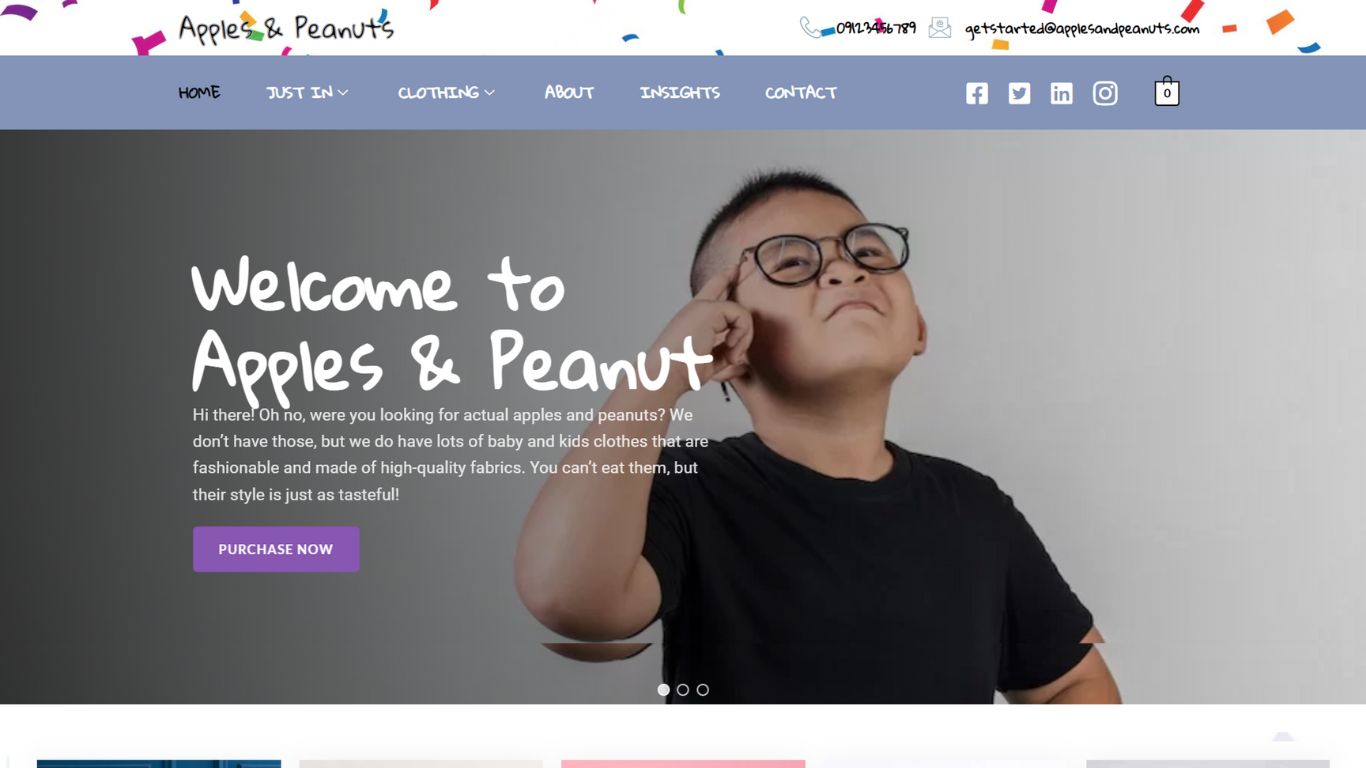 Apples & Peanuts
09123456789
getstarted@applesandpeanuts.com
HOME
JUST IN
CLOTHING
ABOUT
INSIGHTS
CONTACT
0
Welcome to
Apples & Peanut
Hi there! Oh no, were you looking for actual apples and peanuts? We
don’t have those, but we do have lots of baby and kids clothes that are
fashionable and made of high-quality fabrics. You can’t eat them, but
their style is just as tasteful!
PURCHASE NOW